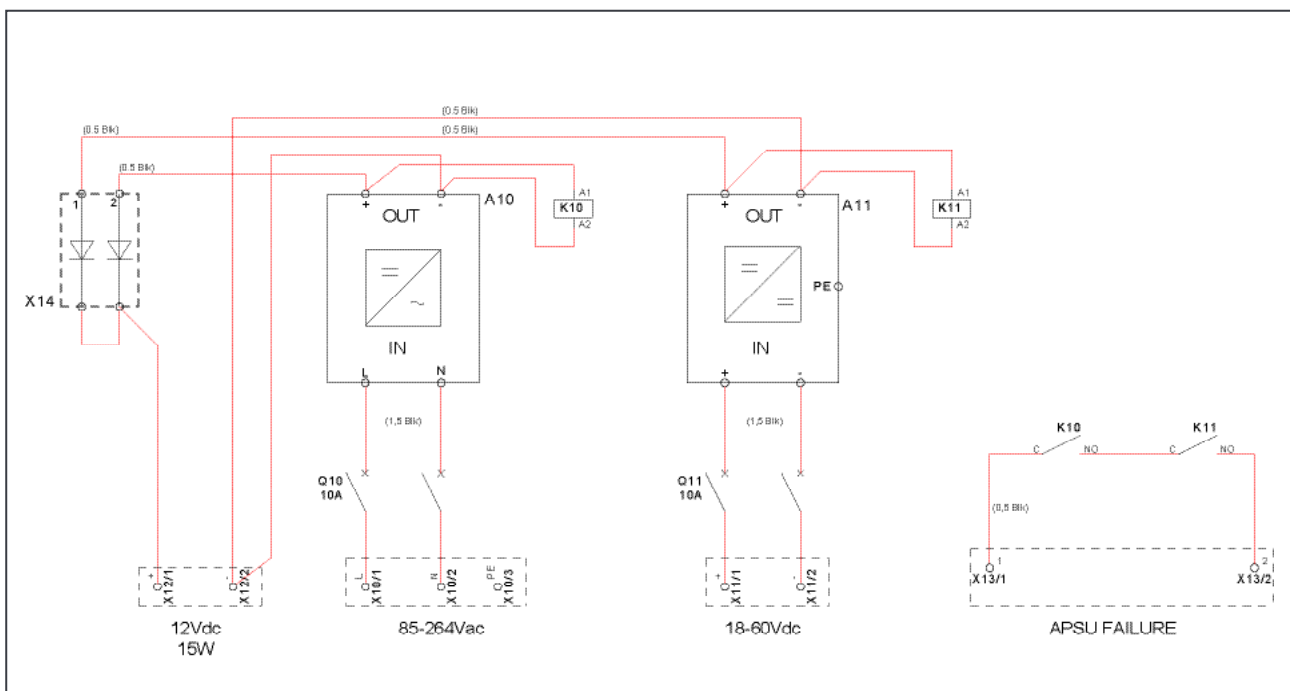 (0.5 Blk)
(0.5 Blk) (0.5 Blk)
(0.5 Blk)
1 2
X14
+ -
OUT
A10
IN
L N
A1
K10
A2
+ -
OUT
A11
PE
IN
+ -
A1
K11
A2
(1,5 Blk)
(1,5 Blk)
Q10
10A
Q11
10A
K10
C NO
K11
C NO
(0,5 Blk)
+ X12/1
- X12/2
12Vdc
15W
L X10/1
N X10/2
PE X10/3
85-264Vac
+ X11/1
- X11/2
18-60Vdc
1
X13/1
2
X13/2
APSU FAILURE